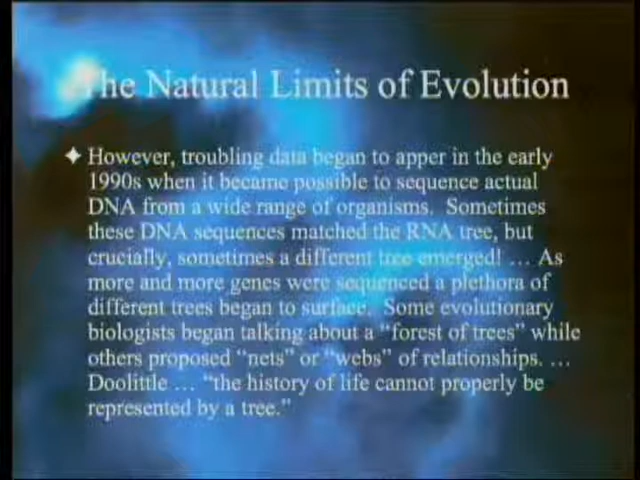 The Natural Limits of Evolution
However, troubling data began to apper in the early
1990s when it became possible to sequence actual
DNA from a wide range of organisms. Sometimes
these DNA sequences matched the RNA tree, but
crucially, sometimes a different tree emerged! … As
more and more genes were sequenced a plethora of
different trees began to surface. Some evolutionary
biologists began talking about a "forest of trees" while
others proposed "nets" or "webs" of relationships. …
Doolittle … "the history of life cannot properly be
represented by a tree."